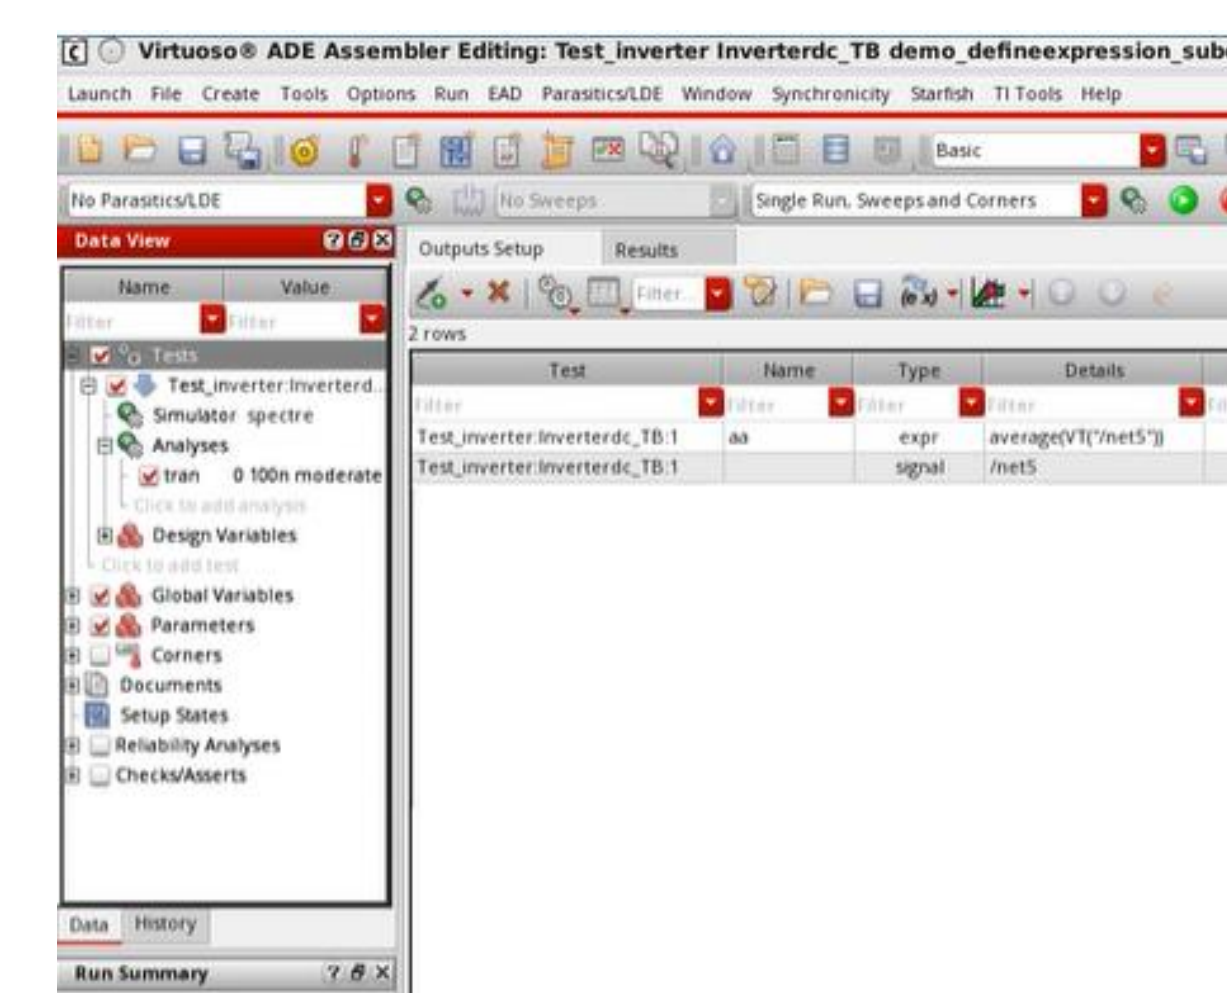 Virtuoso® ADE Assembler Editing: Test_inverter Inverterdc_TB demo_defineexpression_sub
Launch File Create Tools Options Run EAD Parasitics/LDE Window Synchronicity Starfish TI Tools Help
Basic
No Parasitics/LDE No Sweeps Single Run, Sweeps and Corners
Data View
Outputs Setup Results
Name Value
Filter...
Filter Filter
2 rows
Tests
Test Name Type Details
Test_inverter:Inverterd...
Filter Filter Filter Filter
Simulator spectre
Test_inverter:Inverterdc_TB:1 aa expr average(VT("/net5"))
Analyses
Test_inverter:Inverterdc_TB:1 signal /net5
tran 0 100n moderate
Click to add analysis
Design Variables
Click to add test
Global Variables
Parameters
Corners
Documents
Setup States
Reliability Analyses
Checks/Asserts
Data History
Run Summary